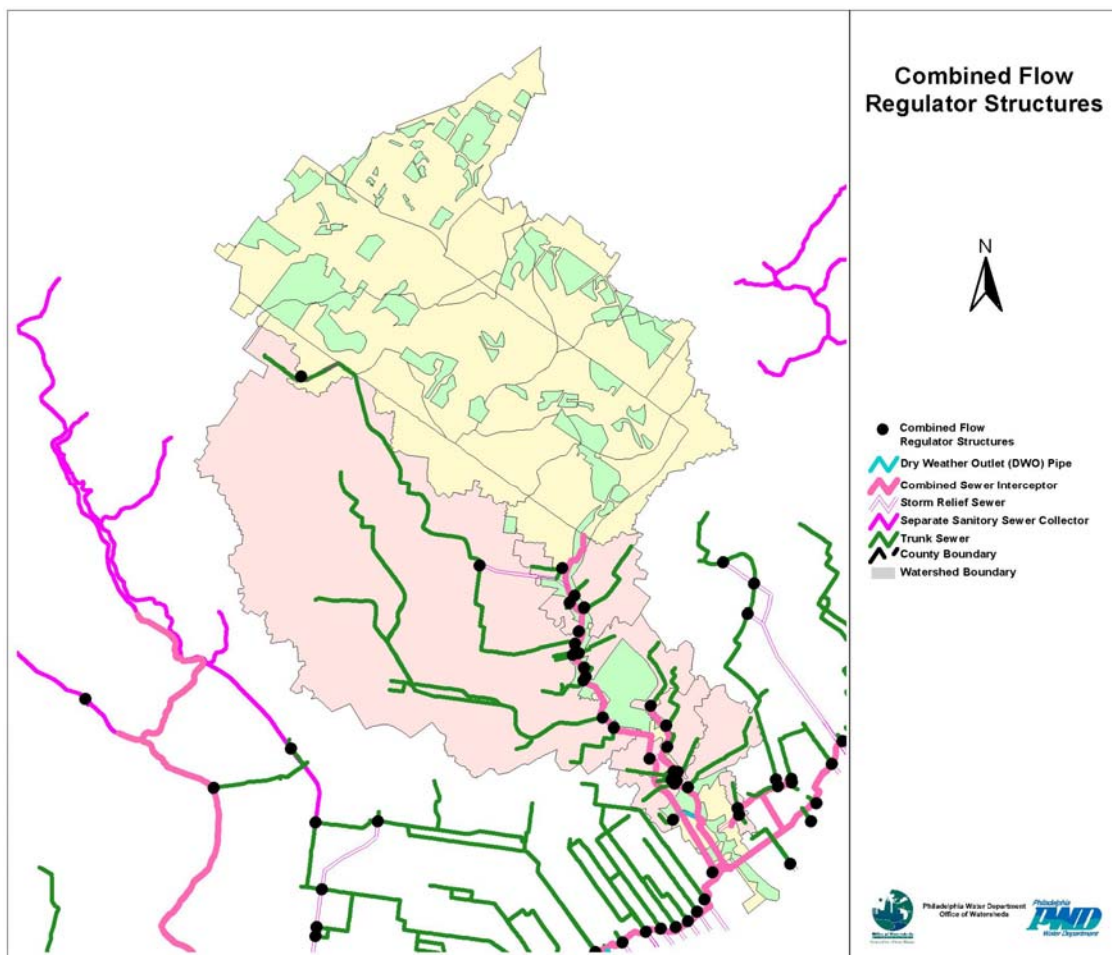 Combined Flow
Regulator Structures
N
Combined Flow
Regulator Structures
Dry Weather Outlet (DWO) Pipe
Combined Sewer Interceptor
Storm Relief Sewer
Separate Sanitory Sewer Collector
Trunk Sewer
County Boundary
Watershed Boundary
Philadelphia Water Department
Office of Watersheds
Philadelphia
PWD
Water Department